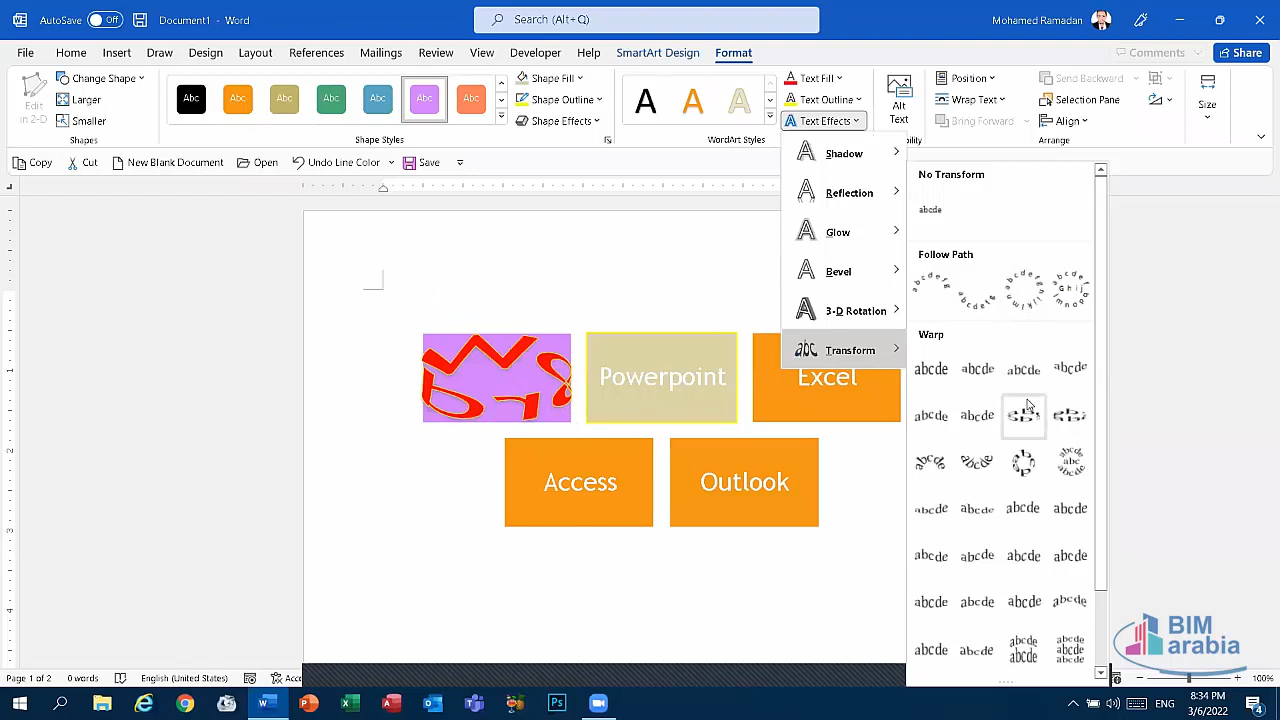 AutoSave Off Document1 - Word Search (Alt+Q) Mohamed Ramadan
File Home Insert Draw Design Layout References Mailings Review View Developer Help SmartArt Design Format Comments Share
Edit in 2-D
Change Shape
Larger
Smaller
Shapes
Abc Abc Abc Abc Abc Abc Abc
Shape Fill
Shape Outline
Shape Effects
Shape Styles
A A A
Text Fill
Text Outline
Text Effects
WordArt Styles
Alt Text
Position
Wrap Text
Bring Forward
Send Backward
Selection Pane
Align
Arrange
Size
Copy Cut New Blank Document Open Undo Line Color Save
Shadow
Reflection
Glow
Bevel
3-D Rotation
Transform
No Transform
abcde
Follow Path
Warp
abcde abcde abcde abcde
abcde abcde
abcde abcde abcde abcde
abcde abcde abcde abcde
abcde abcde abcde abcde
abcde abcde abcde abcde
abcde abcde
Word
Powerpoint
Excel
Access
Outlook
BIM
arabia
Page 1 of 2 0 words English (United States) Acce 100%
8:34 PM
ENG
3/6/2022
4